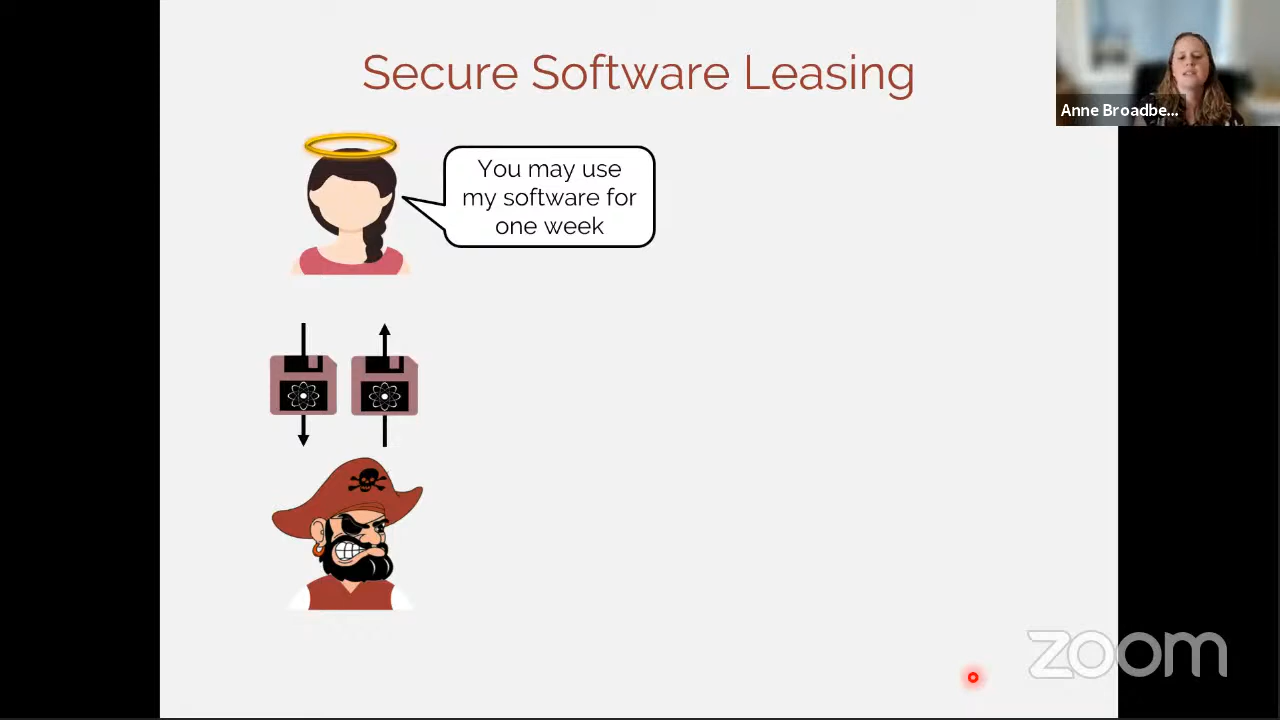 Secure Software Leasing
Anne Broadbe...
You may use
my software for
one week
zoom